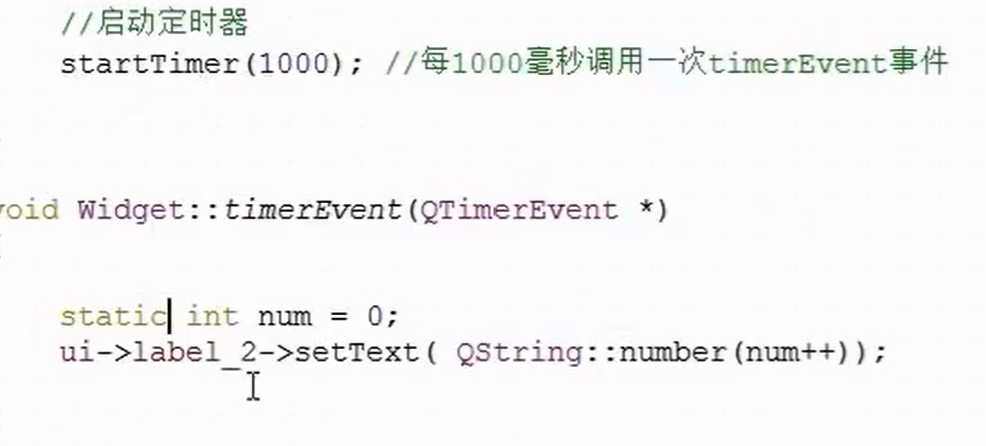 //启动定时器
startTimer(1000); //每1000毫秒调用一次timerEvent事件
void Widget::timerEvent(QTimerEvent *)
static int num = 0;
ui->label_2->setText( QString::number(num++));